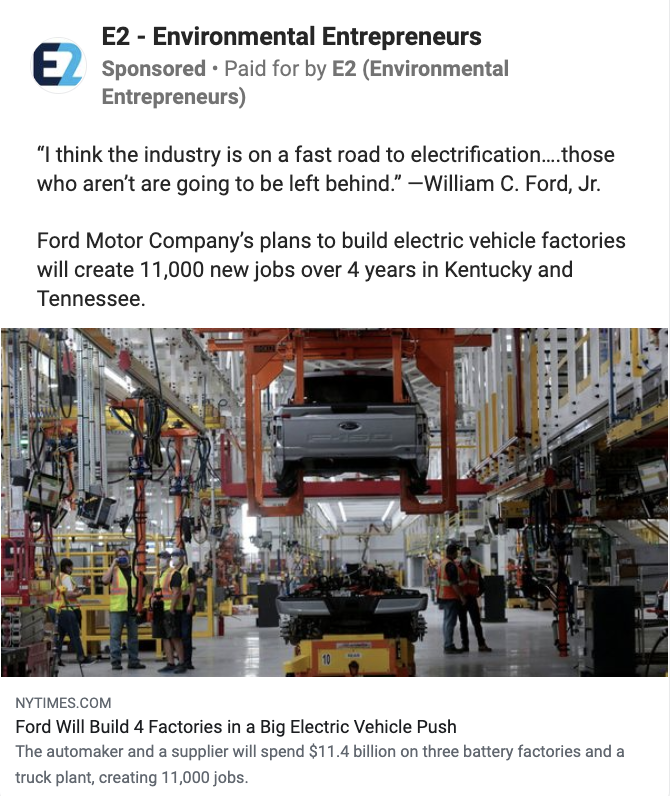 E2
E2 - Environmental Entrepreneurs
Sponsored • Paid for by E2 (Environmental
Entrepreneurs)
“I think the industry is on a fast road to electrification....those
who aren’t are going to be left behind.” —William C. Ford, Jr.
Ford Motor Company’s plans to build electric vehicle factories
will create 11,000 new jobs over 4 years in Kentucky and
Tennessee.
Ford
F-150
10
NYTIMES.COM
Ford Will Build 4 Factories in a Big Electric Vehicle Push
The automaker and a supplier will spend $11.4 billion on three battery factories and a
truck plant, creating 11,000 jobs.